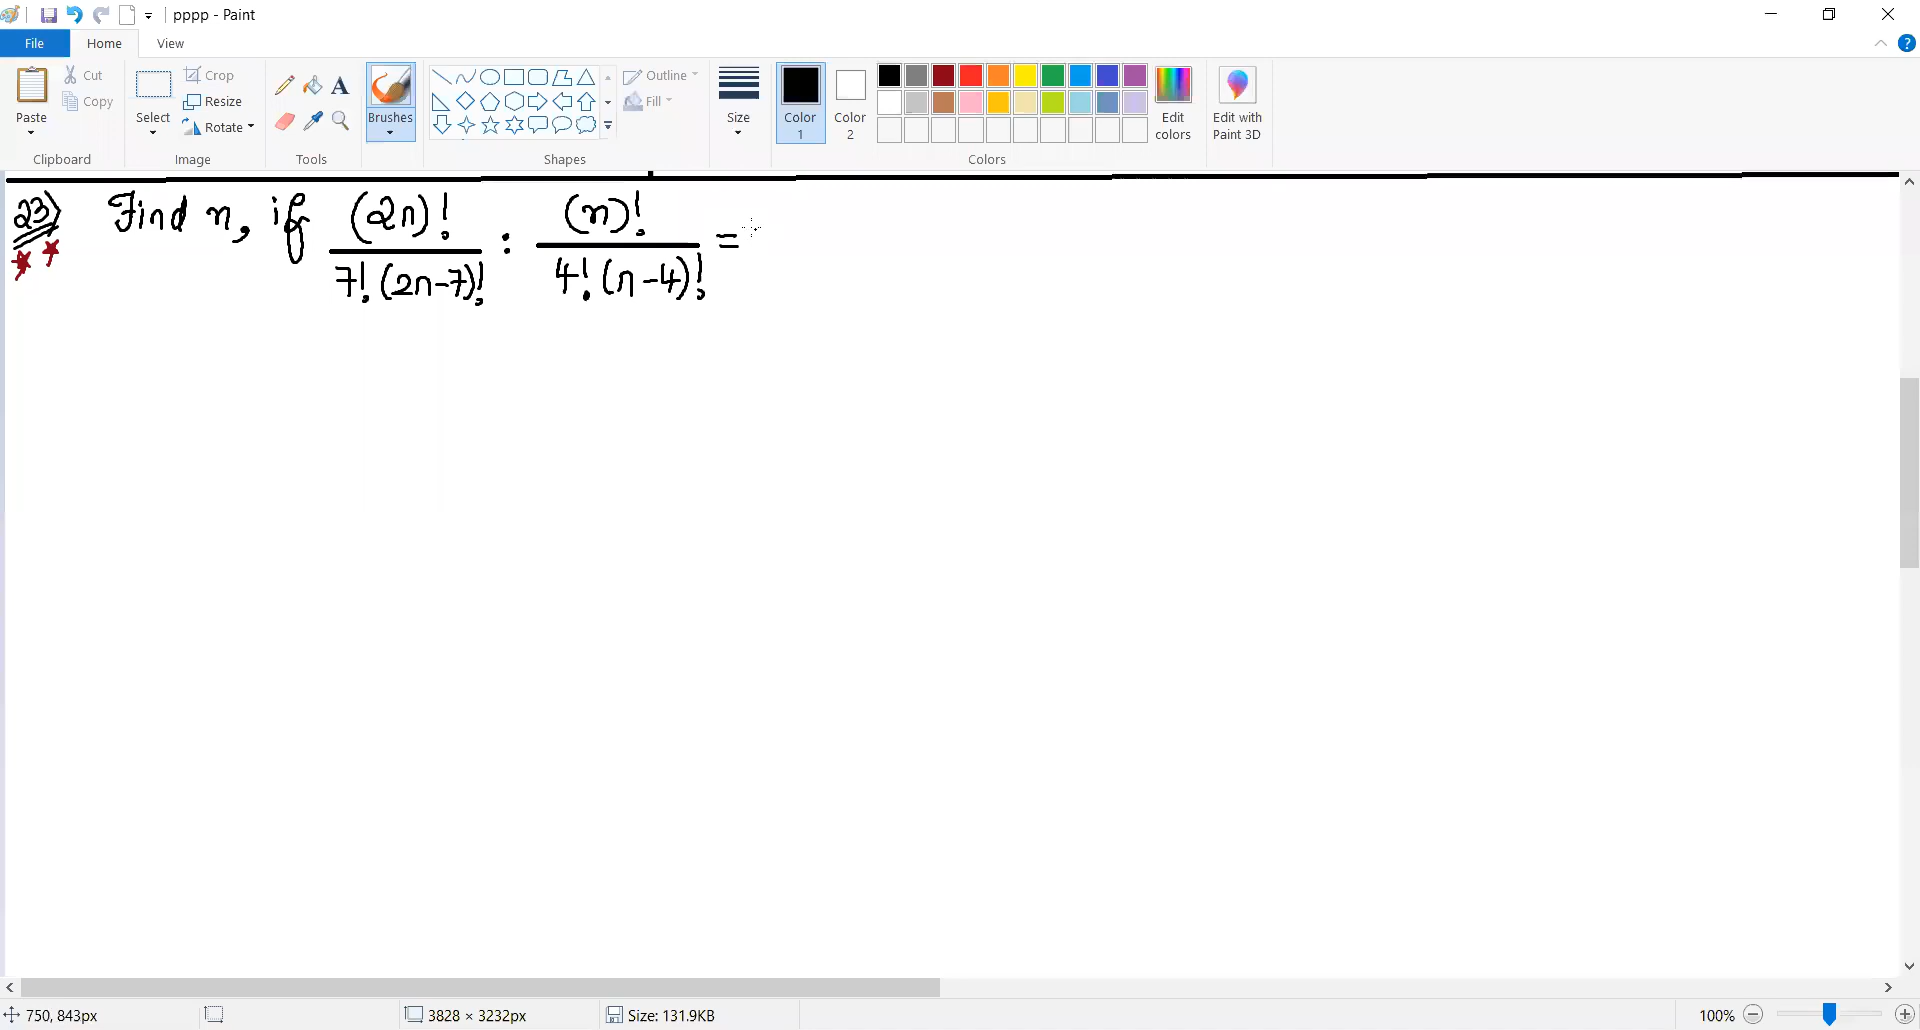 pppp - Paint
File Home View
Paste Cut Copy Select Crop Resize Rotate Brushes Outline Fill Size Color 1 Color 2 Edit colors Edit with Paint 3D
Clipboard Image Tools Shapes Colors
23) Find n, if (2n)! / 7!(2n-7)! : (n)! / 4!(n-4)! =
750, 843px 3828 × 3232px Size: 131.9KB 100%